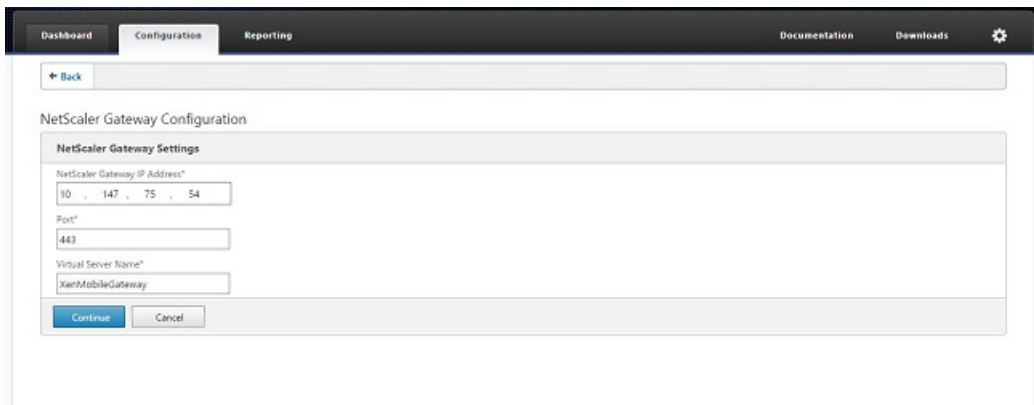 Dashboard Configuration Reporting Documentation Downloads
Back
NetScaler Gateway Configuration
NetScaler Gateway Settings
NetScaler Gateway IP Address*
10 . 147 . 75 . 54
Port*
443
Virtual Server Name*
XenMobileGateway
Continue Cancel